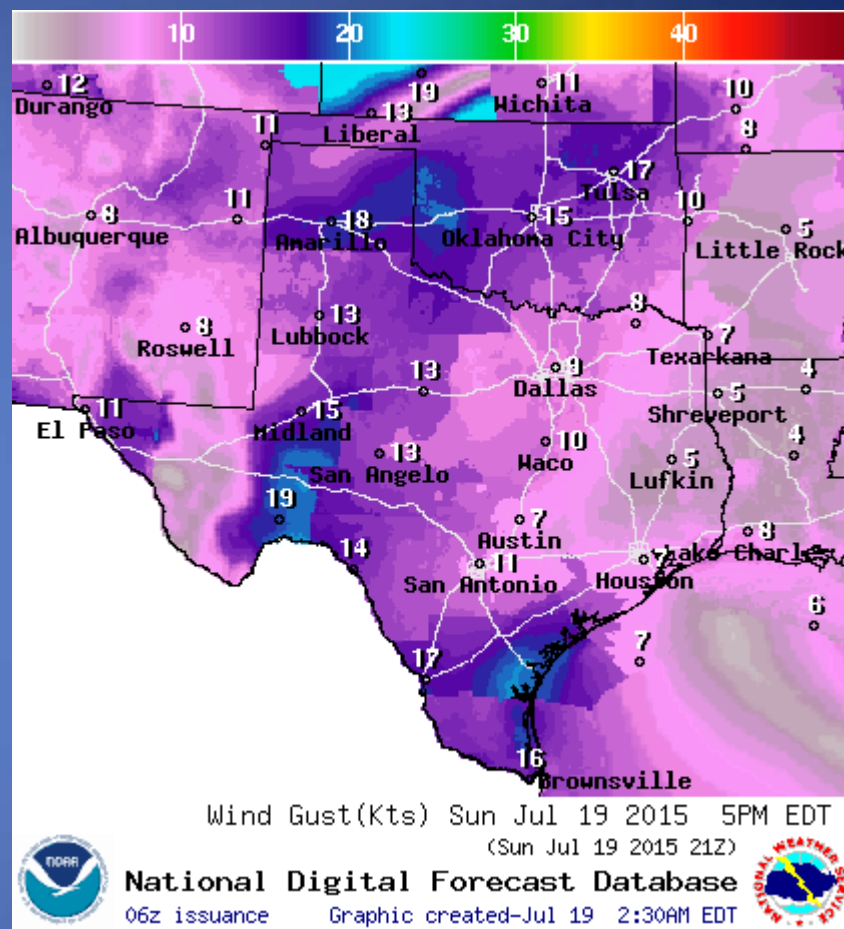 10 20 30 40
12 19 11 10
Durango Liberal 13 Wichita
11 8
17
Tulsa
8 11 18 15 10 5
Albuquerque Amarillo Oklahoma City Little Rock
8 13 8
Roswell Lubbock 7
Texarkana
13 9
Dallas 5 4
11 15 Shreveport
El Paso Midland
13 10 5 4
San Angelo Waco Lufkin
19 7 8
Austin
14 11 7 Lake Charles
San Antonio Houston
6
17 7
16
Brownsville
Wind Gust(Kts) Sun Jul 19 2015 5PM EDT
(Sun Jul 19 2015 21Z)
NOAA National Digital Forecast Database NATIONAL WEATHER SERVICE
06z issuance Graphic created-Jul 19 2:30AM EDT